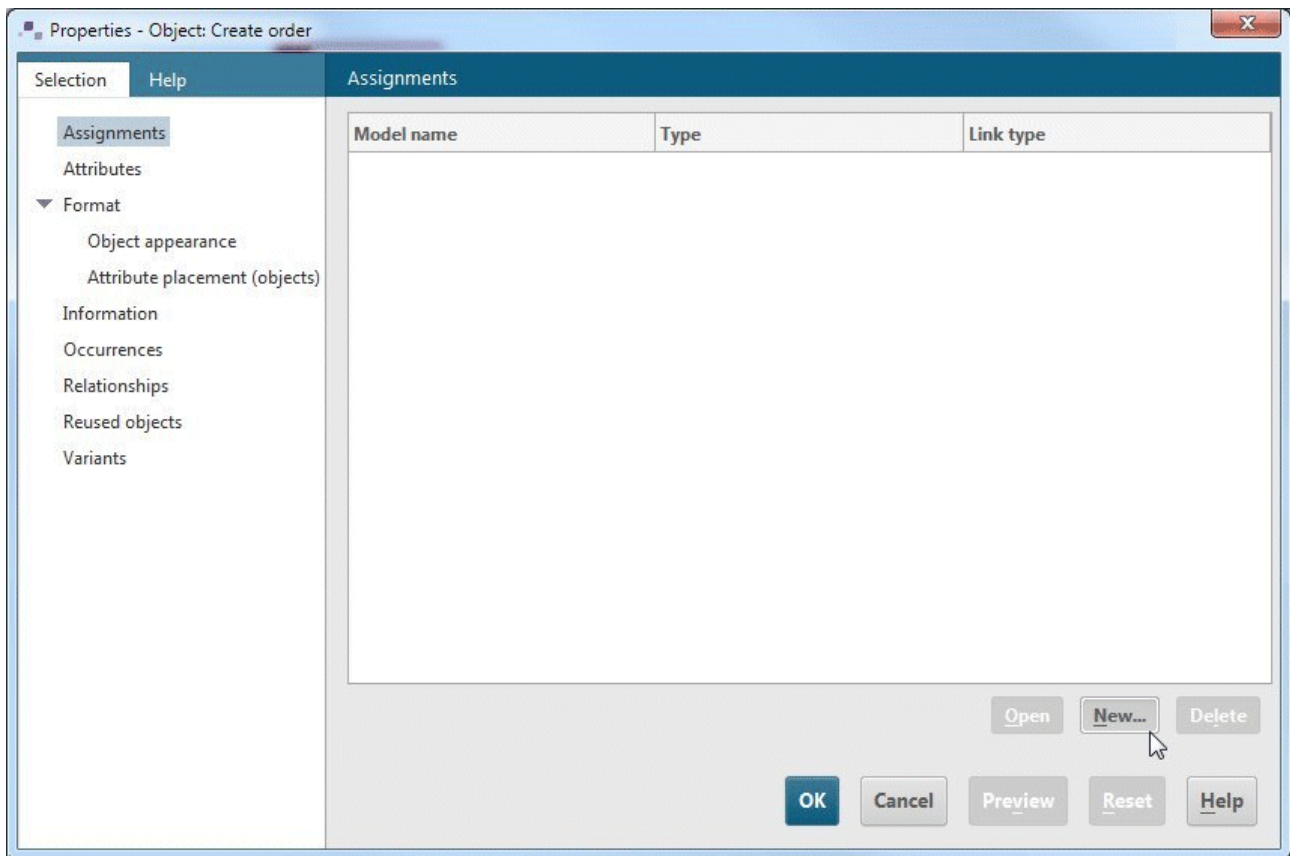 Properties - Object: Create order
Selection Help Assignments
Assignments
Attributes
Format
Object appearance
Attribute placement (objects)
Information
Occurrences
Relationships
Reused objects
Variants
Model name Type Link type
Open New... Delete
OK Cancel Preview Reset Help